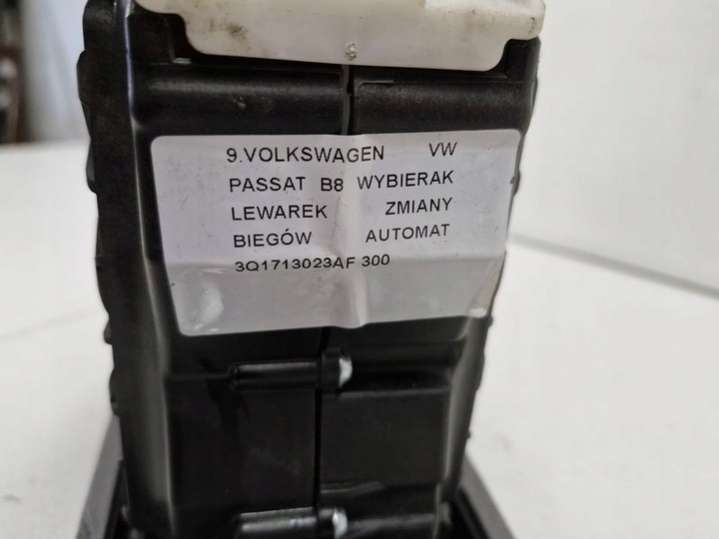 9.VOLKSWAGEN VW
PASSAT B8 WYBIERAK
LEWAREK ZMIANY
BIEGÓW AUTOMAT
3Q1713023AF 300